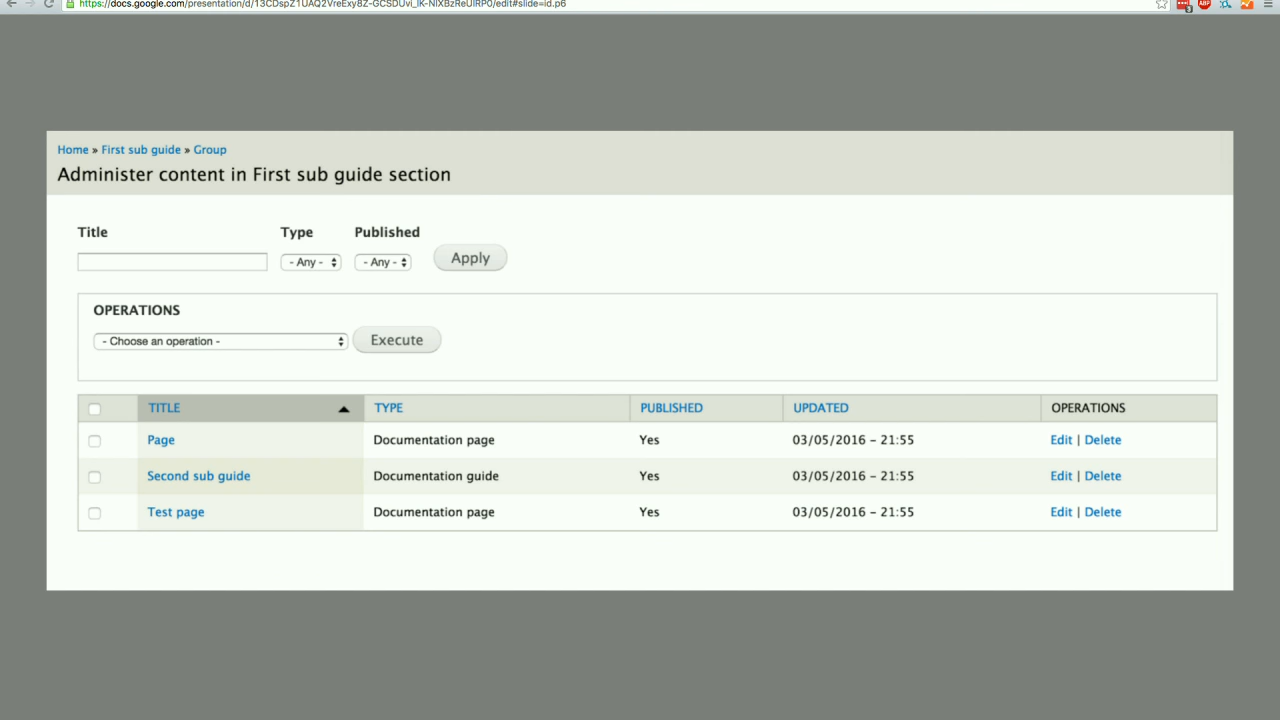 https://docs.google.com/presentation/d/13CDspZ1UAQ2VreExy8Z-GCSDUvi_lK-NlXBzReUlRP0/edit#slide=id.p6
Home » First sub guide » Group
Administer content in First sub guide section
Title Type Published
- Any - - Any - Apply
OPERATIONS
- Choose an operation - Execute
TITLE TYPE PUBLISHED UPDATED OPERATIONS
Page Documentation page Yes 03/05/2016 – 21:55 Edit | Delete
Second sub guide Documentation guide Yes 03/05/2016 – 21:55 Edit | Delete
Test page Documentation page Yes 03/05/2016 – 21:55 Edit | Delete